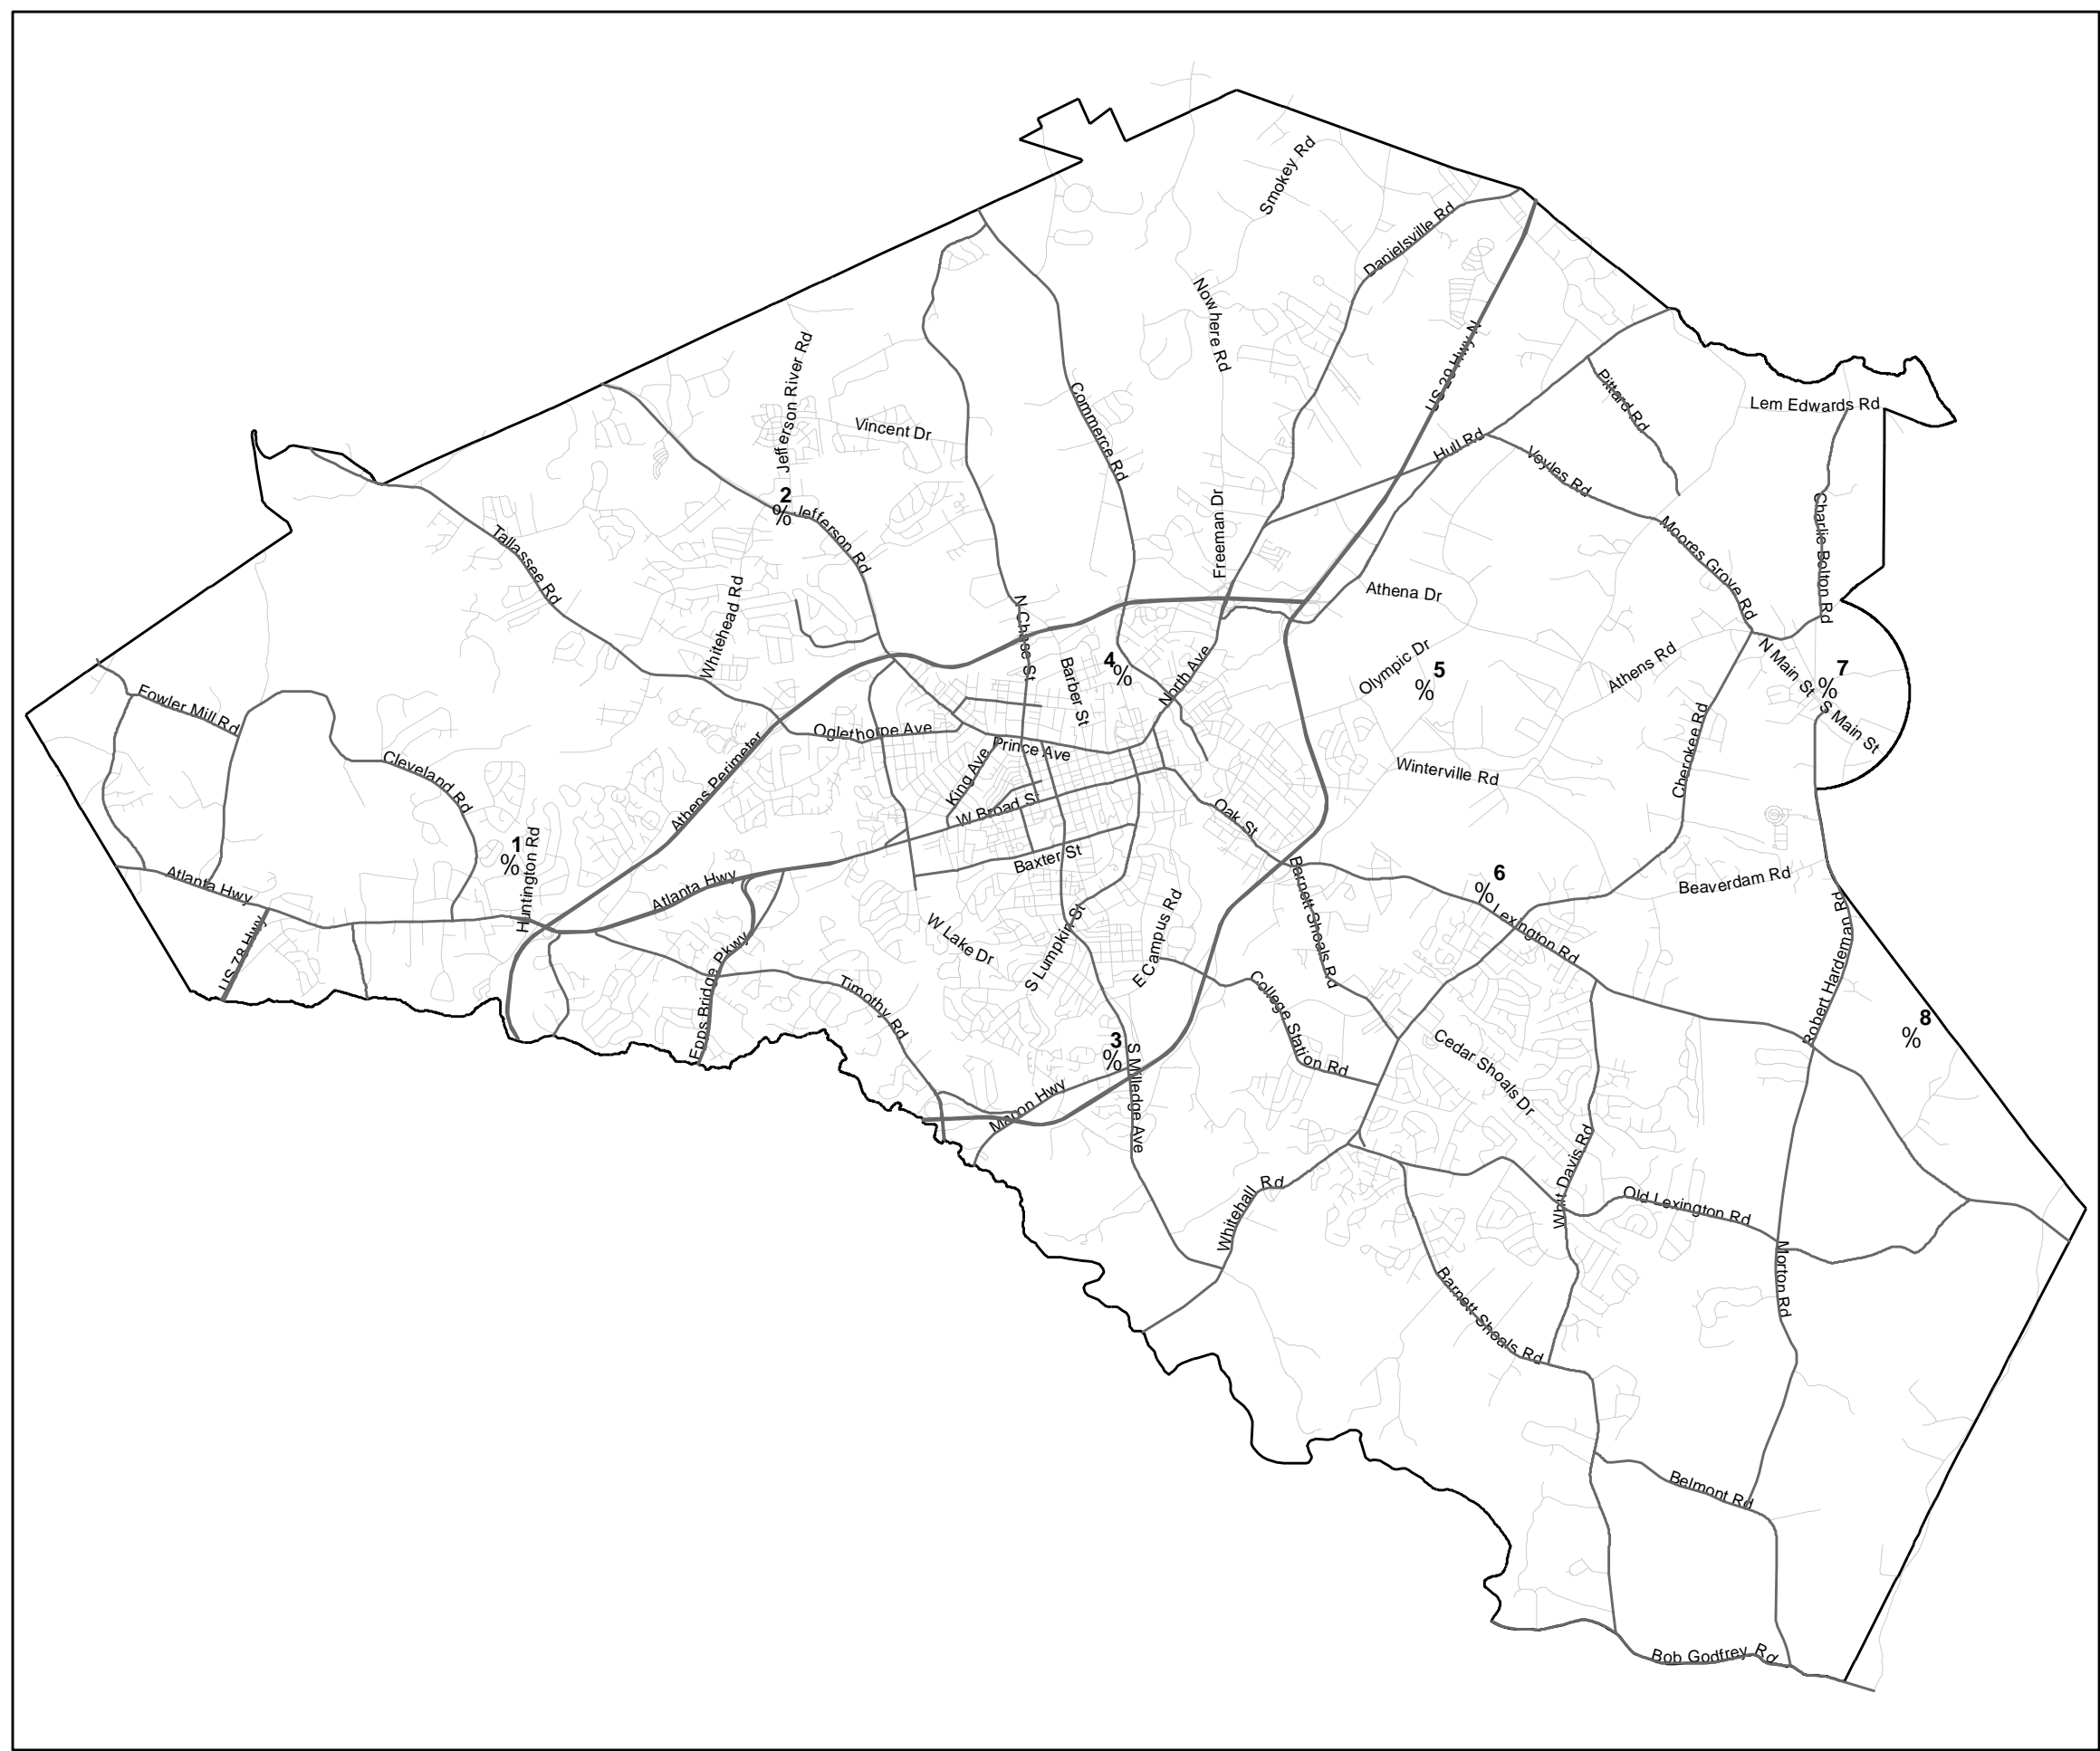 Smokey Rd
Danielsville Rd
Nowhere Rd
US 29 Hwy N
Jefferson River Rd
Commerce Rd
Pittard Rd
Lem Edwards Rd
Vincent Dr
Hull Rd
Voyles Rd
2
%
Jefferson Rd
Freeman Dr
Charlie Bolton Rd
Tallassee Rd
Moores Grove Rd
Whitehead Rd
Athena Dr
N Chase St
Barber St
4
%
North Ave
Olympic Dr
5
%
Athens Rd
N Main St
7
%
S Main St
Fowler Mill Rd
Oglethorpe Ave
Prince Ave
Cherokee Rd
Cleveland Rd
Athens Perimeter
King Ave
Winterville Rd
W Broad St
Oak St
1
%
Huntington Rd
Baxter St
Barnett Shoals Rd
6
%
Beaverdam Rd
Atlanta Hwy
Atlanta Hwy
US 78 Hwy
W Lake Dr
S Lumpkin St
E Campus Rd
Lexington Rd
Robert Hardeman Rd
Epps Bridge Pkwy
Timothy Rd
College Station Rd
8
%
3
%
Cedar Shoals Dr
S Milledge Ave
Macon Hwy
Whit Davis Rd
Whitehall Rd
Old Lexington Rd
Barnett Shoals Rd
Morton Rd
Belmont Rd
Bob Godfrey Rd